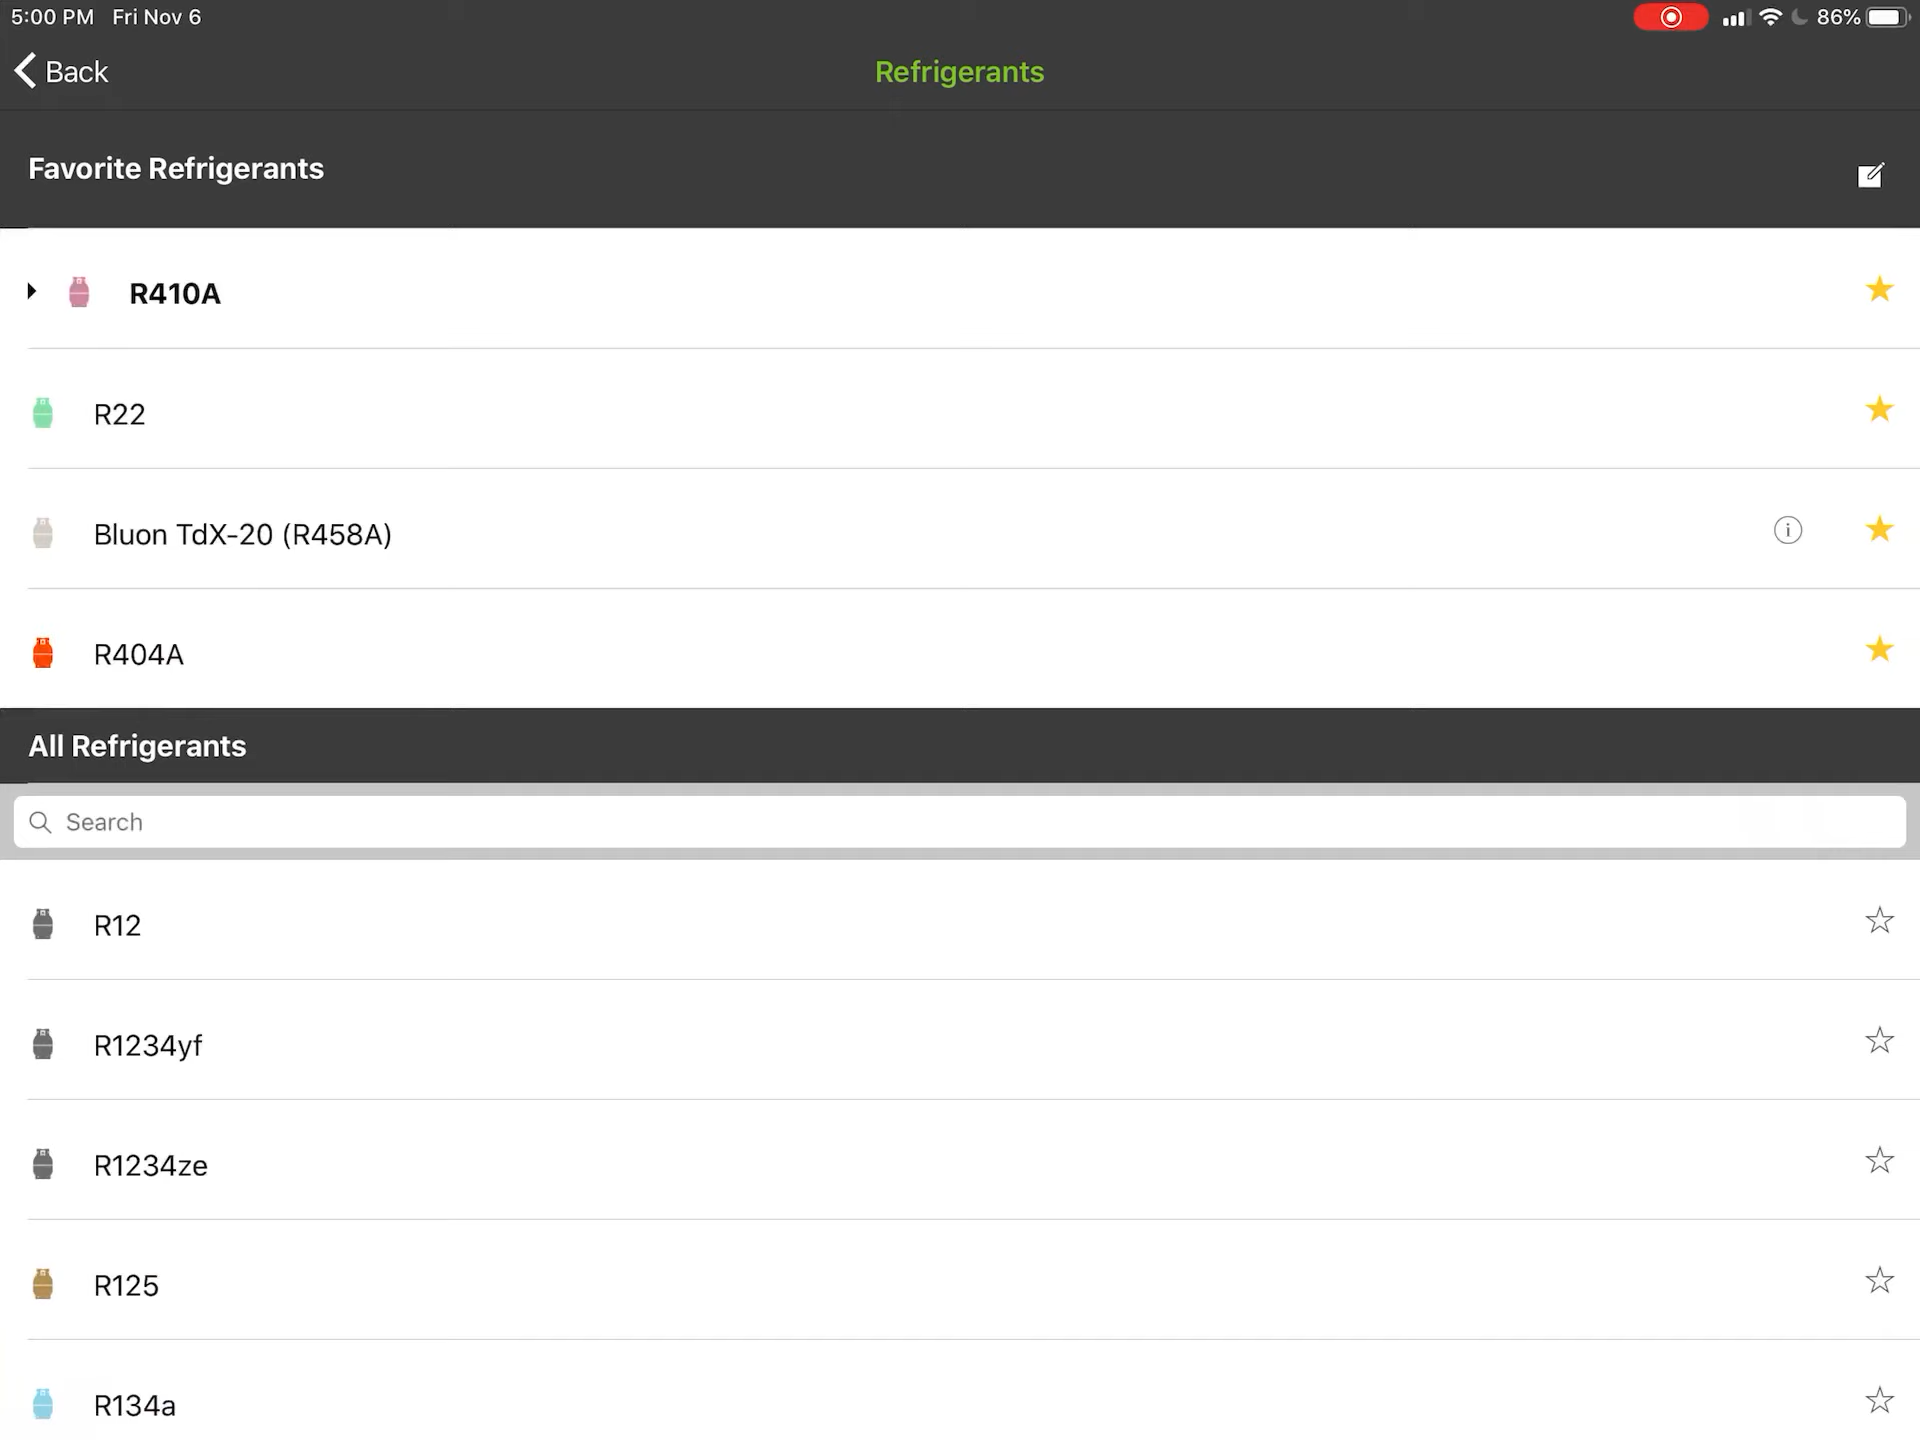 5:00 PM Fri Nov 6 86%
Back Refrigerants
Favorite Refrigerants
R410A
R22
Bluon TdX-20 (R458A)
R404A
All Refrigerants
Search
R12
R1234yf
R1234ze
R125
R134a